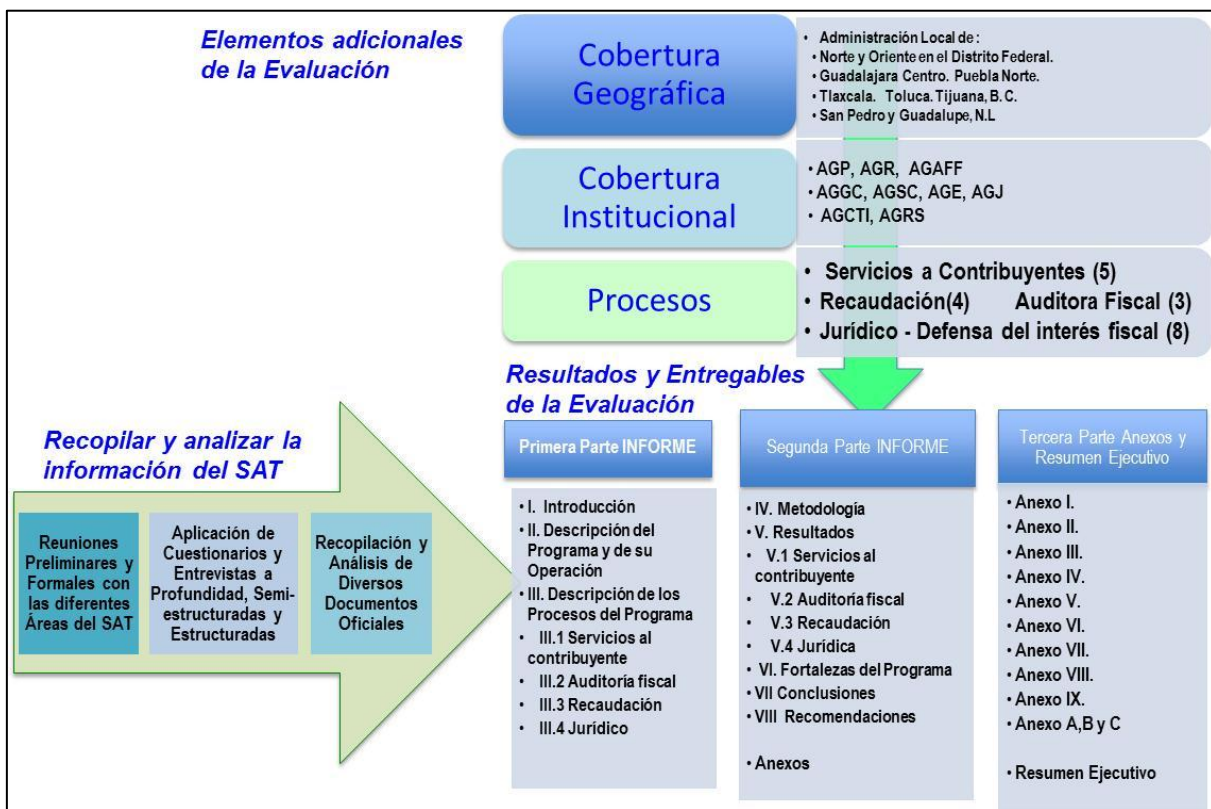 Elementos adicionales
de la Evaluación
Cobertura
Geográfica
• Administración Local de :
• Norte y Oriente en el Distrito Federal.
• Guadalajara Centro. Puebla Norte.
• Tlaxcala. Toluca. Tijuana, B. C.
• San Pedro y Guadalupe, N.L
Cobertura
Institucional
• AGP, AGR, AGAFF
• AGGC, AGSC, AGE, AGJ
• AGCTI, AGRS
Procesos
• Servicios a Contribuyentes (5)
• Recaudación(4) Auditora Fiscal (3)
• Jurídico - Defensa del interés fiscal (8)
Resultados y Entregables
de la Evaluación
Recopilar y analizar la
información del SAT
Reuniones
Preliminares y
Formales con
las diferentes
Áreas del SAT
Aplicación de
Cuestionarios y
Entrevistas a
Profundidad, Semi-
estructuradas y
Estructuradas
Recopilación y
Análisis de
Diversos
Documentos
Oficiales
Primera Parte INFORME
• I. Introducción
• II. Descripción del
Programa y de su
Operación
• III. Descripción de los
Procesos del Programa
• III.1 Servicios al
contribuyente
• III.2 Auditoría fiscal
• III.3 Recaudación
• III.4 Jurídico
Segunda Parte INFORME
• IV. Metodología
• V. Resultados
• V.1 Servicios al
contribuyente
• V.2 Auditoría fiscal
• V.3 Recaudación
• V.4 Jurídica
• VI. Fortalezas del Programa
• VII Conclusiones
• VIII Recomendaciones
• Anexos
Tercera Parte Anexos y
Resumen Ejecutivo
• Anexo I.
• Anexo II.
• Anexo III.
• Anexo IV.
• Anexo V.
• Anexo VI.
• Anexo VII.
• Anexo VIII.
• Anexo IX.
• Anexo A,B y C
• Resumen Ejecutivo